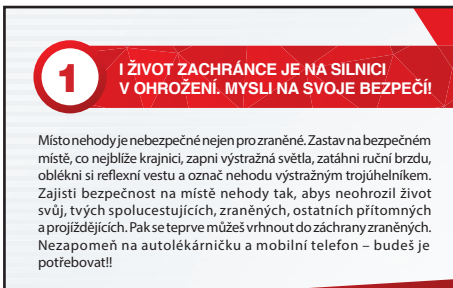 1
I ŽIVOT ZACHRÁNCE JE NA SILNICI
V OHROŽENÍ. MYSLI NA SVOJE BEZPEČÍ!
Místo nehody je nebezpečné nejen pro zraněné. Zastav na bezpečném
místě, co nejblíže krajnici, zapni výstražná světla, zatáhni ruční brzdu,
oblékni si reflexní vestu a označ nehodu výstražným trojúhelníkem.
Zajisti bezpečnost na místě nehody tak, abys neohrozil život
svůj, tvých spolucestujících, zraněných, ostatních přítomných
a projíždějících. Pak se teprve můžeš vrhnout do záchrany zraněných.
Nezapomeň na autolékárničku a mobilní telefon – budeš je
potřebovat!!